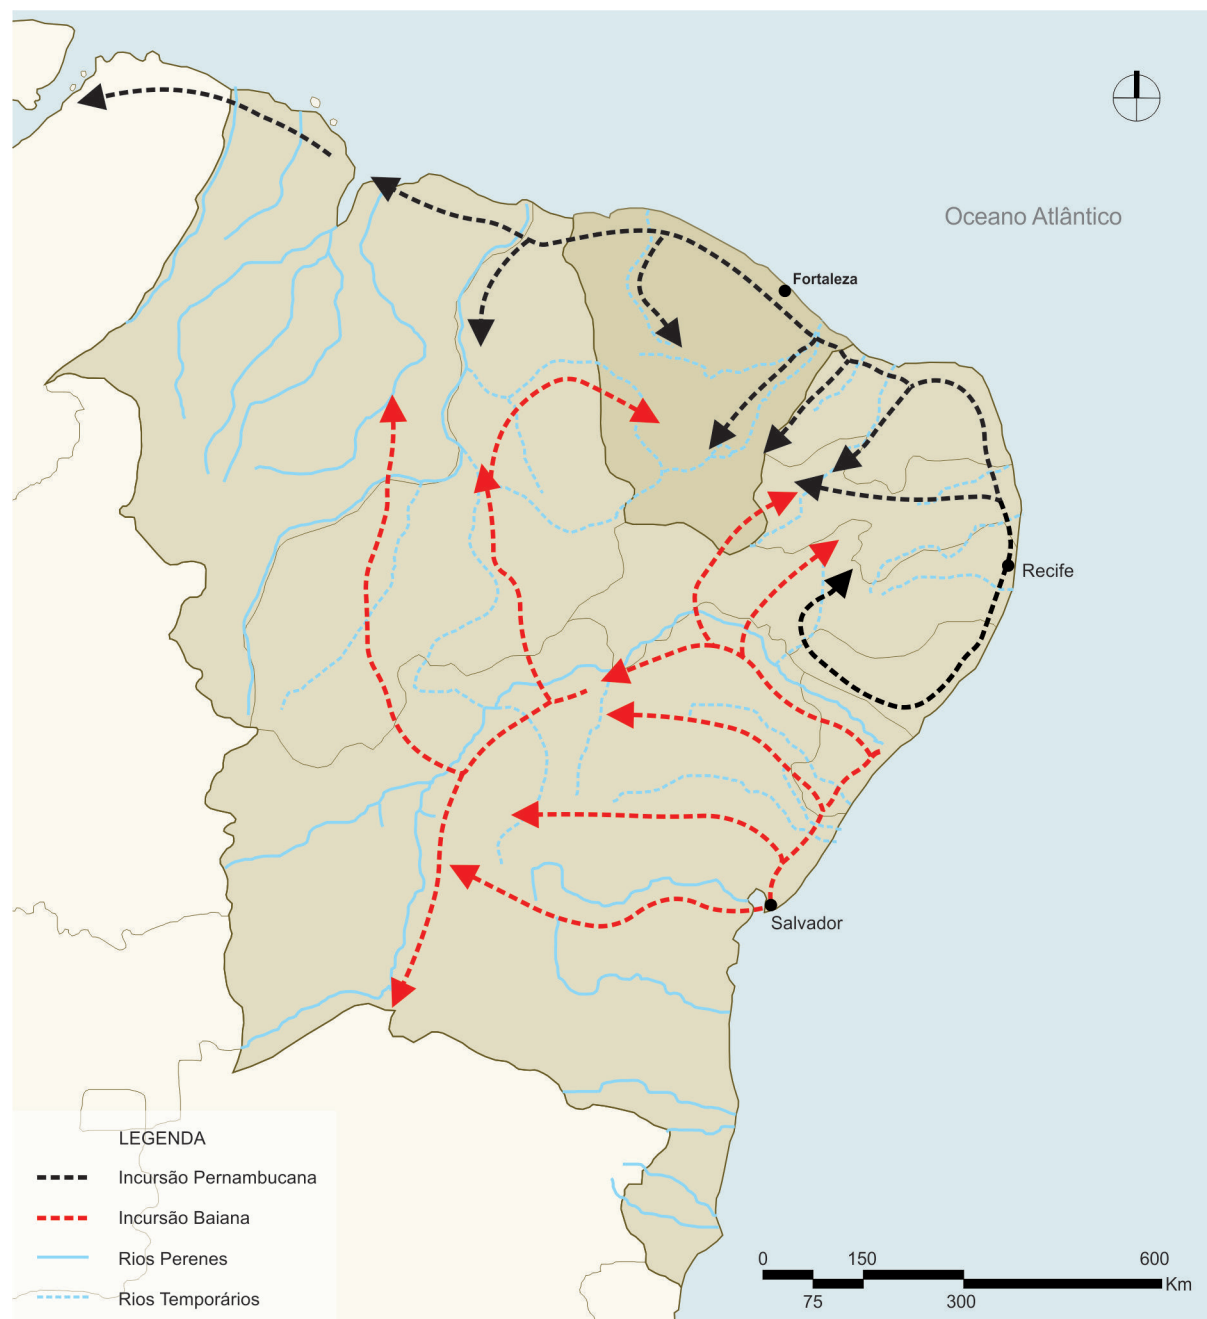 Oceano Atlântico
Fortaleza
Recife
Salvador
LEGENDA
Incursão Pernambucana
Incursão Baiana
Rios Perenes
Rios Temporários
0 150 600
Km
75 300